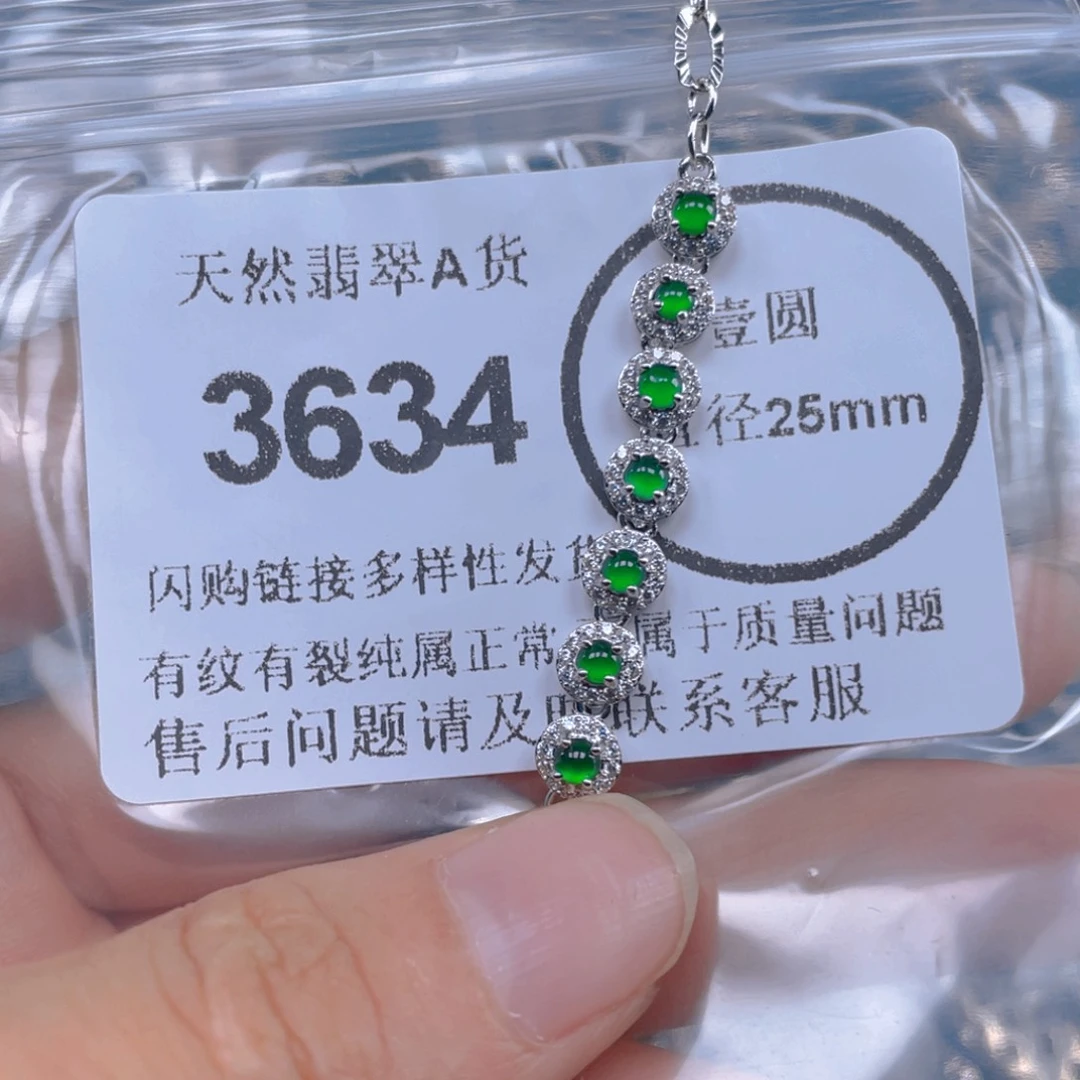 天然翡翠A货
3634
壹圆
径25mm
闪购链接多样性发货
有纹有裂纯属正常 属于质量问题
售后问题请及时联系客服